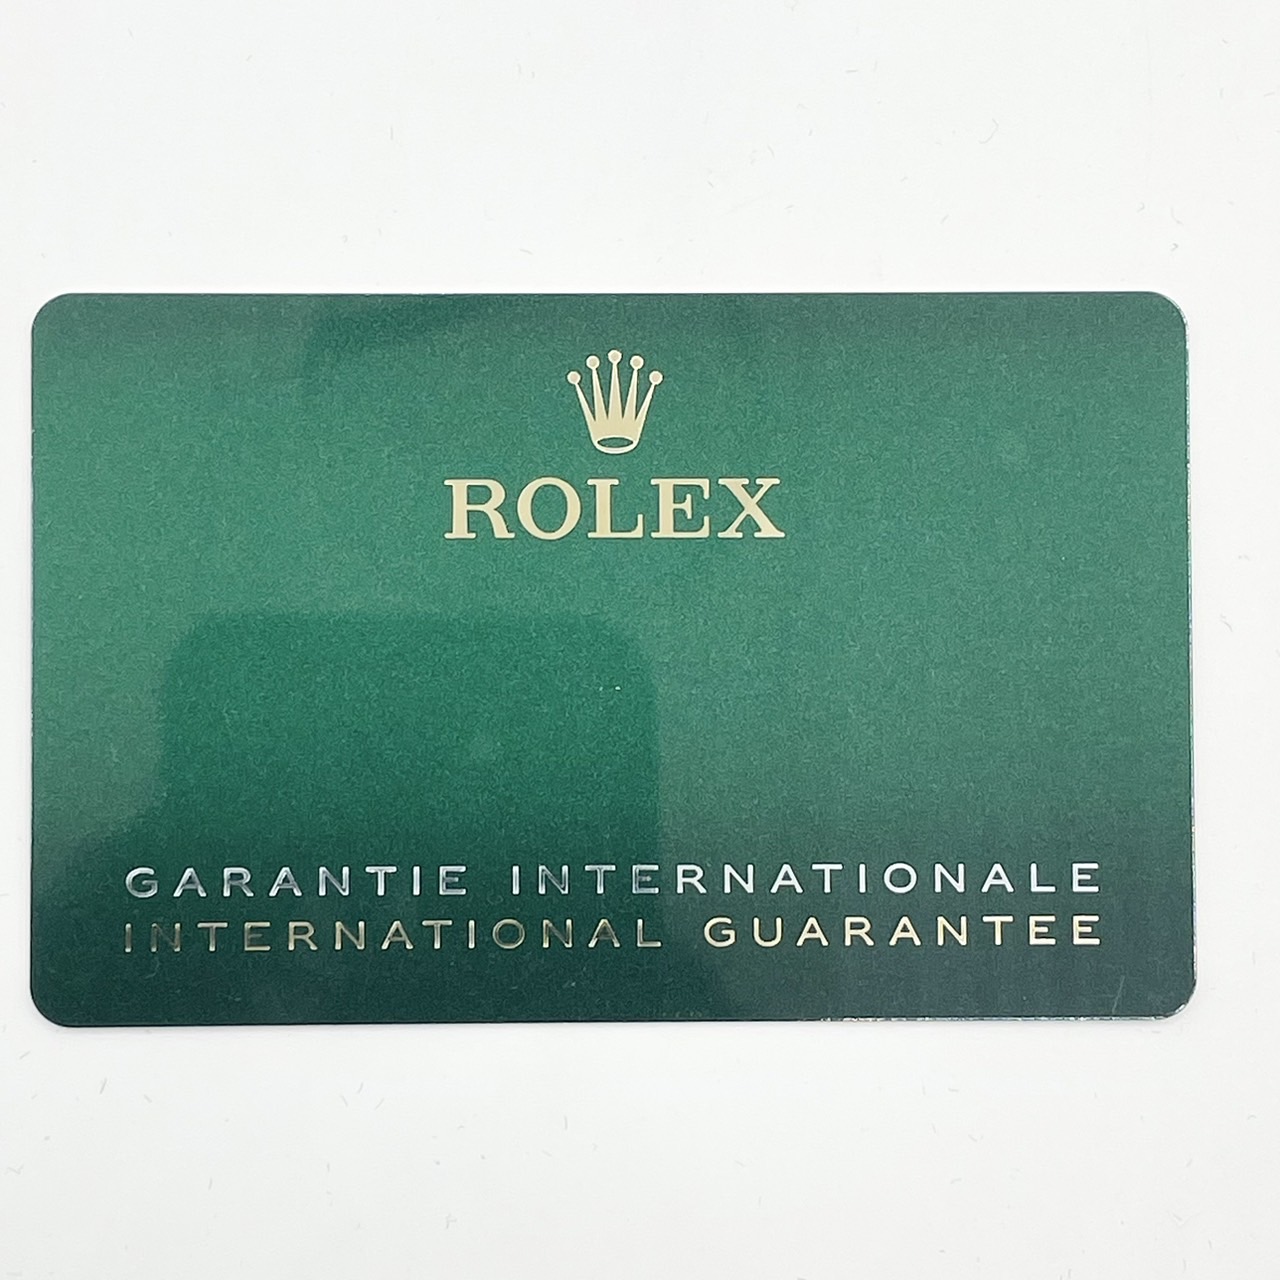 ROLEX
GARANTIE INTERNATIONALE
INTERNATIONAL GUARANTEE